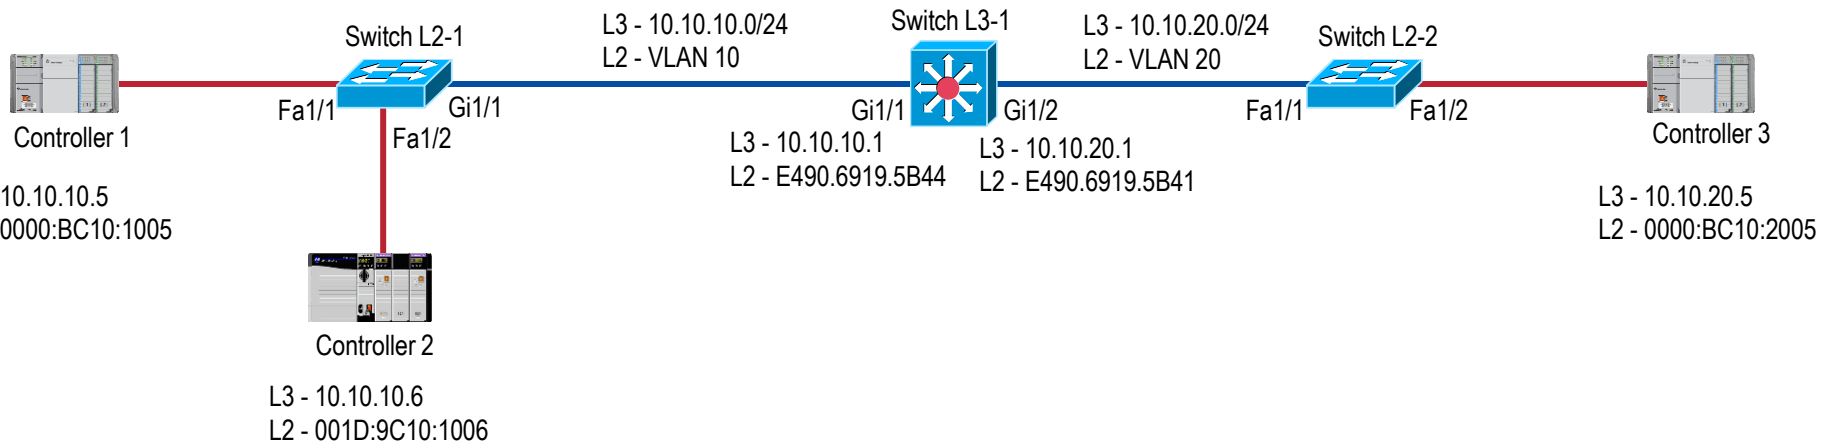 Switch L2-1
L3 - 10.10.10.0/24
L2 - VLAN 10
Switch L3-1
L3 - 10.10.20.0/24
L2 - VLAN 20
Switch L2-2
Fa1/1
Gi1/1
Fa1/2
Gi1/1
Gi1/2
Fa1/1
Fa1/2
Controller 1
10.10.10.5
0000:BC10:1005
L3 - 10.10.10.1
L2 - E490.6919.5B44
L3 - 10.10.20.1
L2 - E490.6919.5B41
Controller 3
L3 - 10.10.20.5
L2 - 0000:BC10:2005
Controller 2
L3 - 10.10.10.6
L2 - 001D:9C10:1006